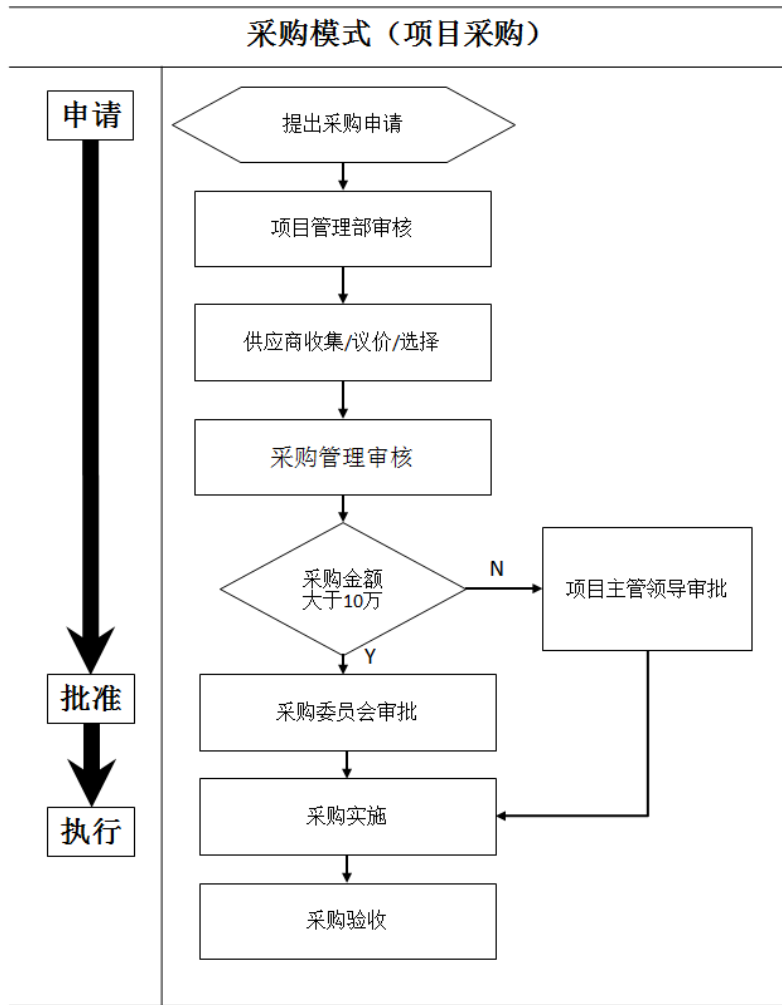 采购模式（项目采购）
申请
提出采购申请
项目管理部审核
供应商收集/议价/选择
采购管理审核
采购金额
大于10万
N
项目主管领导审批
Y
批准
采购委员会审批
执行
采购实施
采购验收